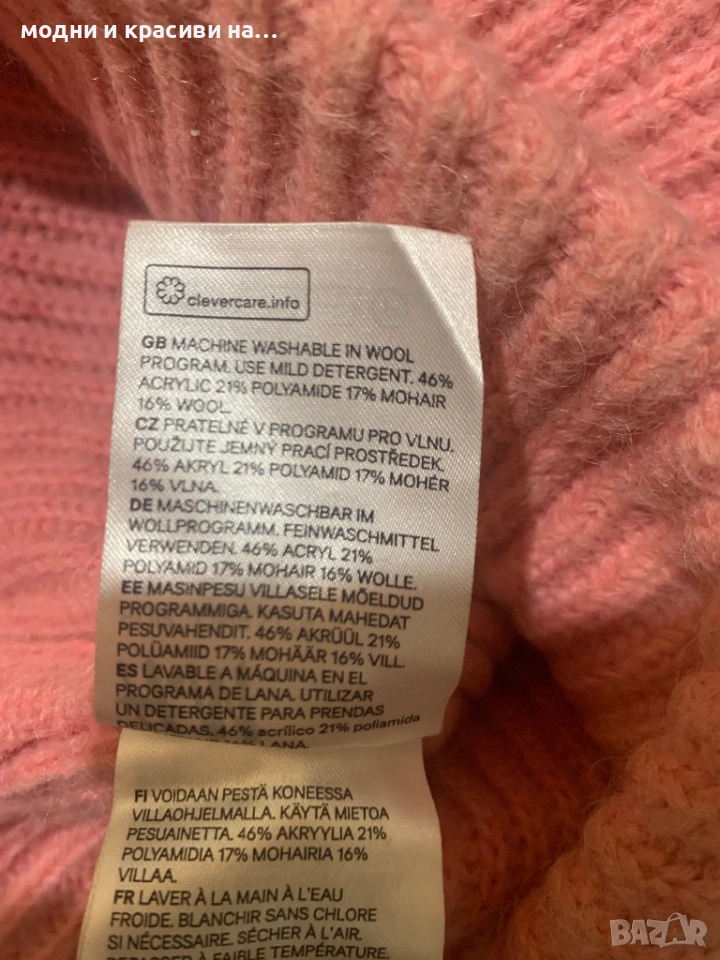 модни и красиви на...
clevercare.info
GB MACHINE WASHABLE IN WOOL
PROGRAM. USE MILD DETERGENT. 46%
ACRYLIC 21% POLYAMIDE 17% MOHAIR
16% WOOL.
CZ PRATELNÉ V PROGRAMU PRO VLNU.
POUŽIJTE JEMNÝ PRACÍ PROSTŘEDEK.
46% AKRYL 21% POLYAMID 17% MOHÉR
16% VLNA.
DE MASCHINENWASCHBAR IM
WOLLPROGRAMM. FEINWASCHMITTEL
VERWENDEN. 46% ACRYL 21%
POLYAMID 17% MOHAIR 16% WOLLE.
EE MASINPESU VILLASELE MÕELDUD
PROGRAMMIGA. KASUTA MAHEDAT
PESUVAHENDIT. 46% AKRÜÜL 21%
POLÜAMIID 17% MOHÄÄR 16% VILL.
ES LAVABLE A MÁQUINA EN EL
PROGRAMA DE LANA. UTILIZAR
UN DETERGENTE PARA PRENDAS
DELICADAS. 46% acrílico 21% poliamida
16% LANA.
FI VOIDAAN PESTÄ KONEESSA
VILLAOHJELMALLA. KÄYTÄ MIETOA
PESUAINETTA. 46% AKRYYLIA 21%
POLYAMIDIA 17% MOHAIRIA 16%
VILLAA.
FR LAVER À LA MAIN À L'EAU
FROIDE. BLANCHIR SANS CHLORE
SI NÉCESSAIRE. SÉCHER À L'AIR.
REPASSER À FAIBLE TEMPÉRATURE.
BAZAR